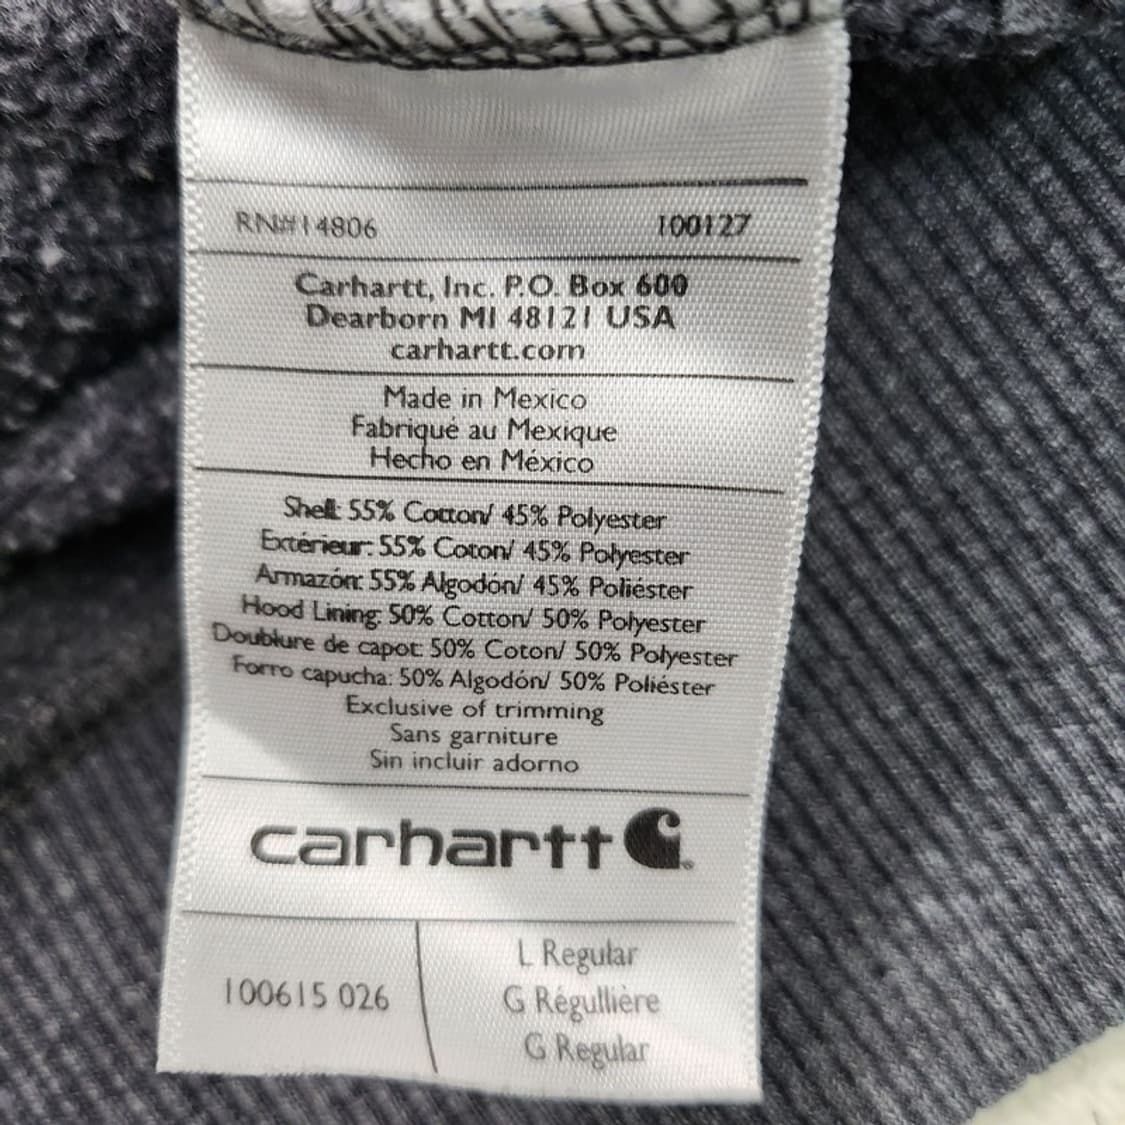 RN#14806 100127
Carhartt, Inc. P.O. Box 600
Dearborn MI 48121 USA
carhartt.com
Made in Mexico
Fabriqué au Mexique
Hecho en México
Shell: 55% Cotton/ 45% Polyester
Extérieur: 55% Coton/ 45% Polyester
Armazón: 55% Algodón/ 45% Poliéster
Hood Lining: 50% Cotton/ 50% Polyester
Doublure de capot: 50% Coton/ 50% Polyester
Forro capucha: 50% Algodón/ 50% Poliéster
Exclusive of trimming
Sans garniture
Sin incluir adorno
carhartt
100615 026
L Regular
G Régullière
G Regular